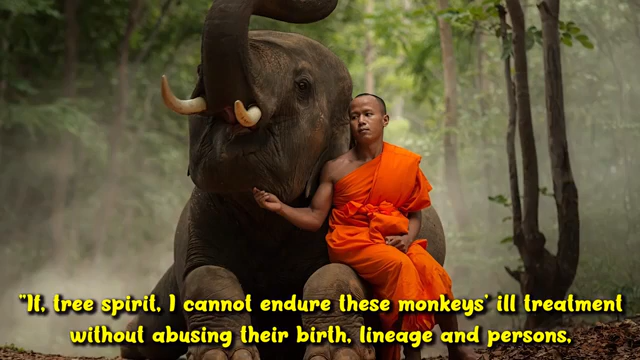 "If, tree spirit, I cannot endure these monkeys' ill treatment
without abusing their birth, lineage and persons,